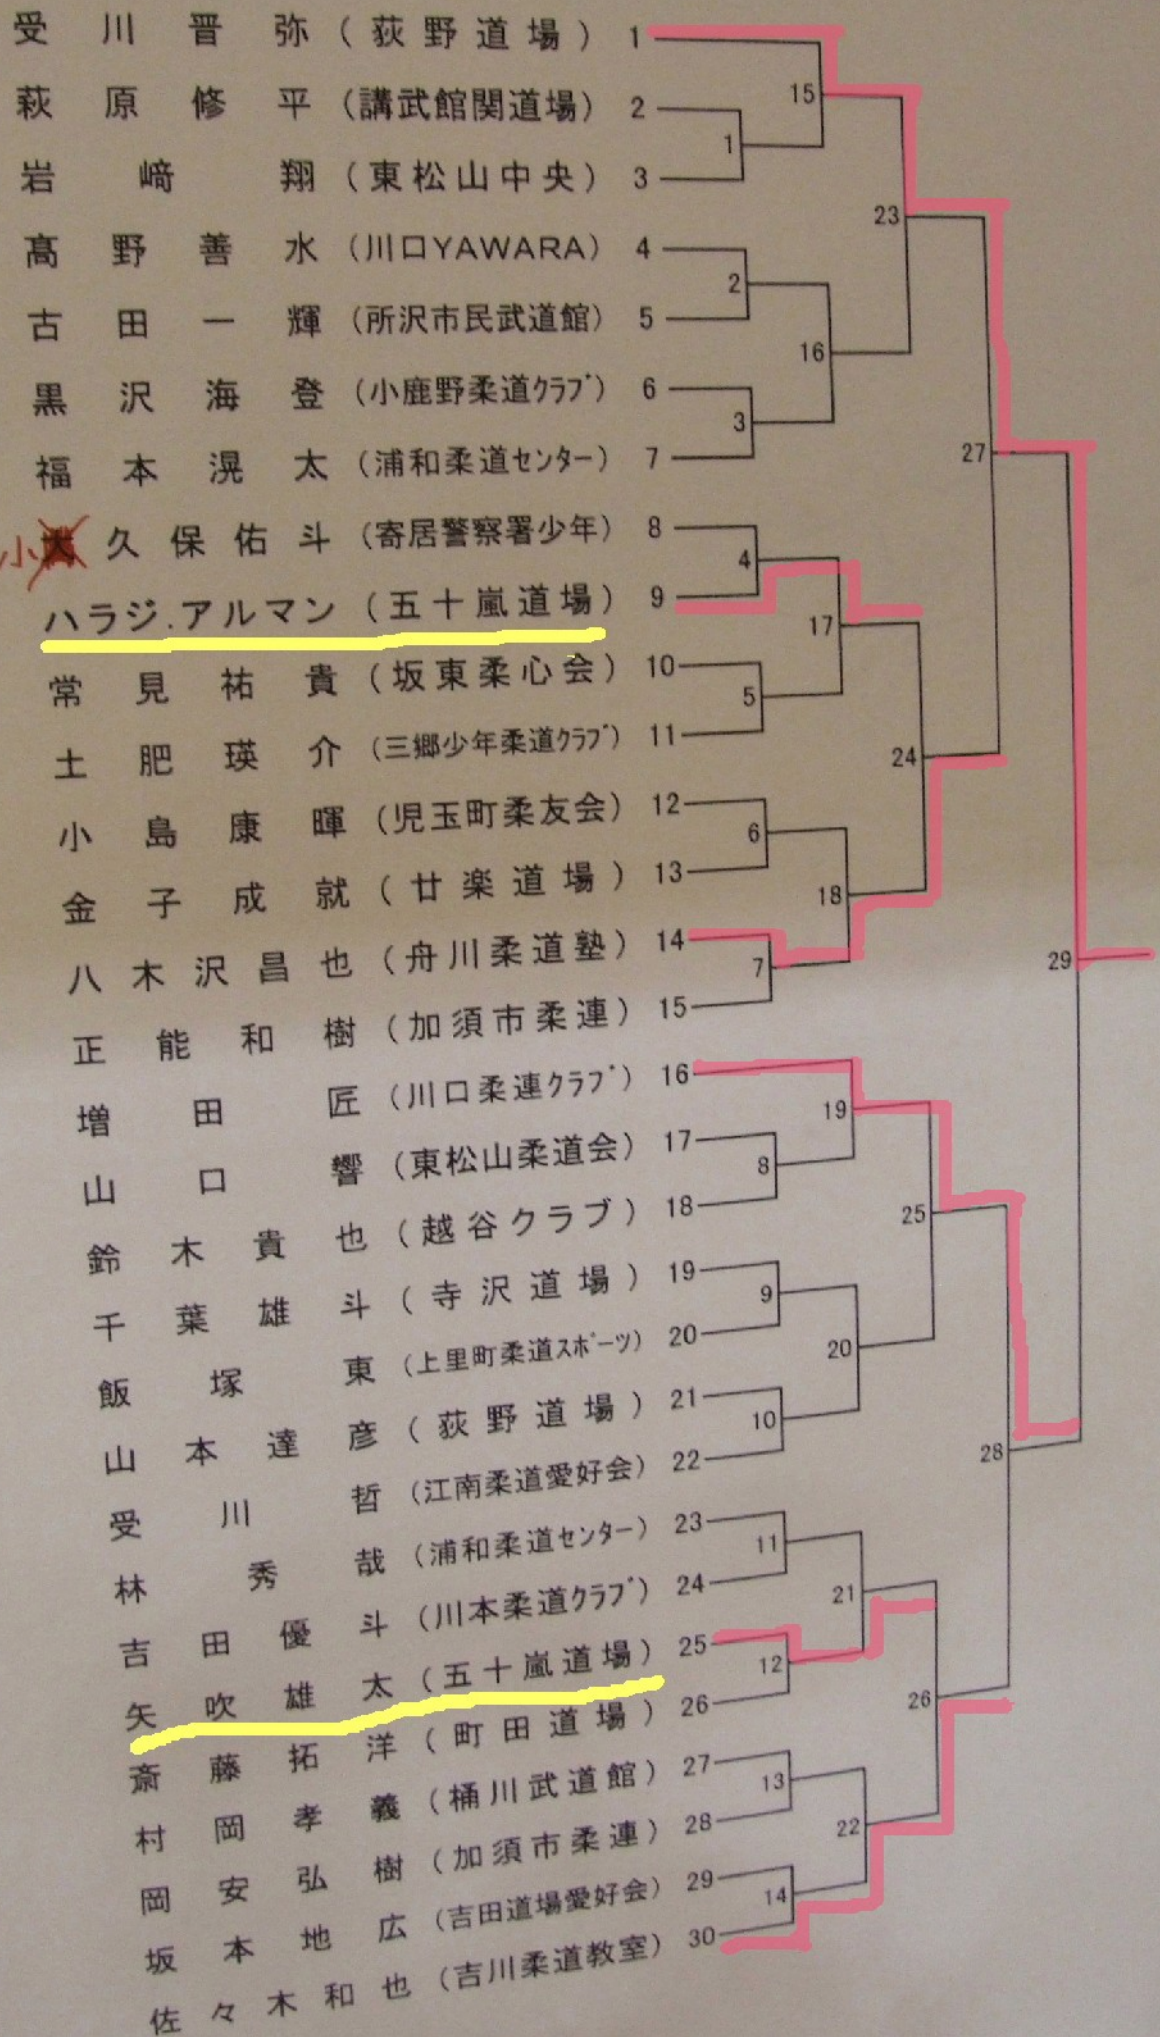 受川晋弥(荻野道場) 1
萩原修平(講武館関道場) 2
岩﨑翔(東松山中央) 3
髙野善水(川口YAWARA) 4
古田一輝(所沢市民武道館) 5
黒沢海登(小鹿野柔道ｸﾗﾌﾞ) 6
福本滉太(浦和柔道ｾﾝﾀｰ) 7
小久保佑斗(寄居警察署少年) 8
ハラジ.アルマン(五十嵐道場) 9
常見祐貴(坂東柔心会) 10
土肥瑛介(三郷少年柔道ｸﾗﾌﾞ) 11
小島康暉(児玉町柔友会) 12
金子成就(廿楽道場) 13
八木沢昌也(舟川柔道塾) 14
正能和樹(加須市柔連) 15
増田匠(川口柔連ｸﾗﾌﾞ) 16
山口響(東松山柔道会) 17
鈴木貴也(越谷クラブ) 18
千葉雄斗(寺沢道場) 19
飯塚東(上里町柔道ｽﾎﾟｰﾂ) 20
山本達彦(荻野道場) 21
受川哲(江南柔道愛好会) 22
林秀哉(浦和柔道ｾﾝﾀｰ) 23
吉田優斗(川本柔道ｸﾗﾌﾞ) 24
矢吹雄太(五十嵐道場) 25
斎藤拓洋(町田道場) 26
村岡孝義(桶川武道館) 27
岡安弘樹(加須市柔連) 28
坂本地広(吉田道場愛好会) 29
佐々木和也(吉川柔道教室) 30
1
2
3
4
5
6
7
8
9
10
11
12
13
14
15
16
17
18
19
20
21
22
23
24
25
26
27
28
29